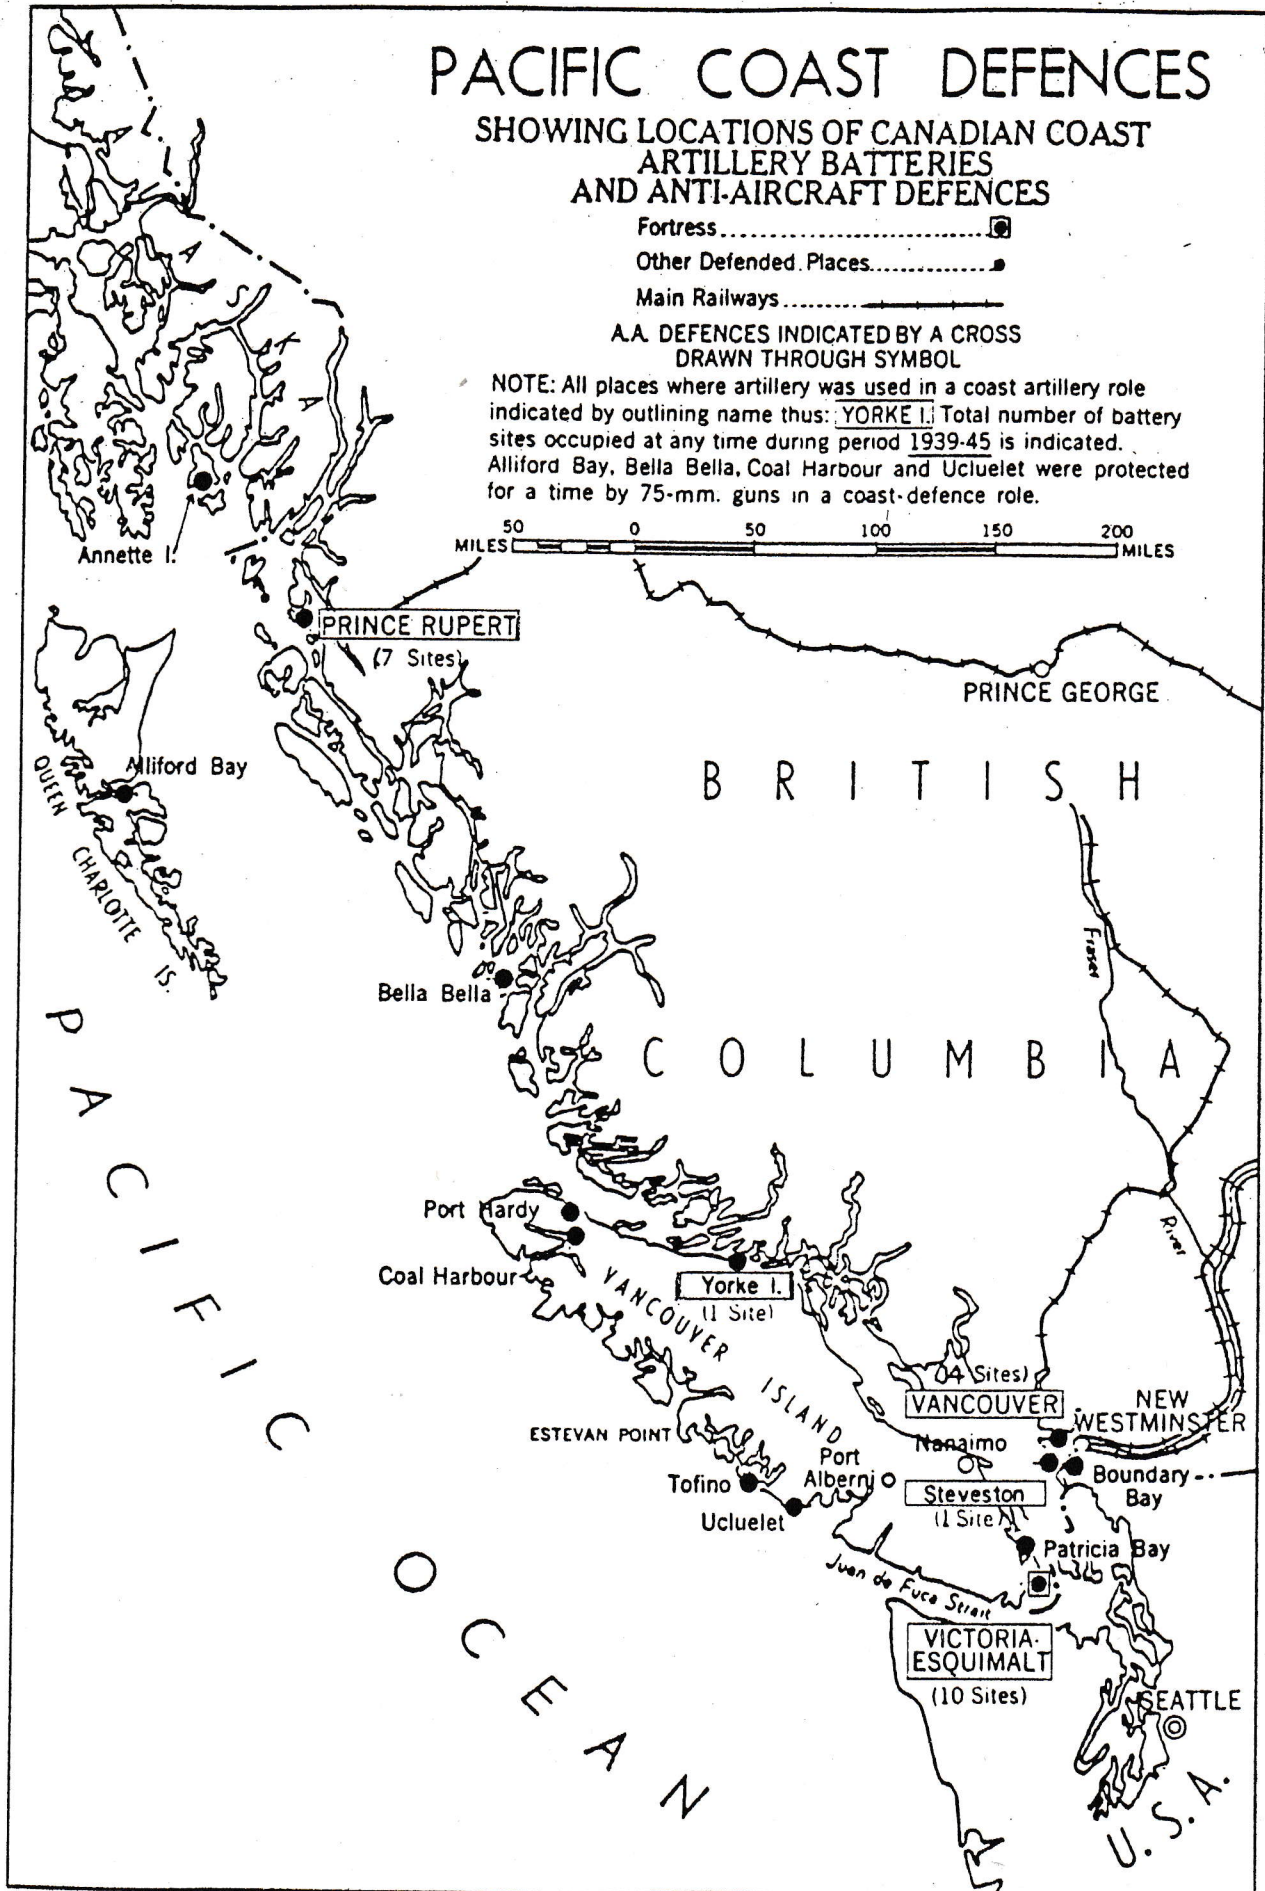 PACIFIC COAST DEFENCES
SHOWING LOCATIONS OF CANADIAN COAST
ARTILLERY BATTERIES
AND ANTI-AIRCRAFT DEFENCES
Fortress
Other Defended Places
Main Railways
A.A. DEFENCES INDICATED BY A CROSS
DRAWN THROUGH SYMBOL
NOTE: All places where artillery was used in a coast artillery role
indicated by outlining name thus: YORKE I. Total number of battery
sites occupied at any time during period 1939-45 is indicated.
Alliford Bay, Bella Bella, Coal Harbour and Ucluelet were protected
for a time by 75-mm. guns in a coast-defence role.
50 0 50 100 150 200
MILES MILES
ALASKA
Annette I.
PRINCE RUPERT
(7 Sites)
PRINCE GEORGE
Alliford Bay
QUEEN CHARLOTTE IS.
BRITISH
COLUMBIA
Fraser
River
Bella Bella
PACIFIC OCEAN
Port Hardy
Coal Harbour
Yorke I.
(1 Site)
VANCOUVER ISLAND
(4 Sites)
VANCOUVER
NEW
WESTMINSTER
ESTEVAN POINT
Nanaimo
Port
Alberni
Tofino
Ucluelet
Steveston
(1 Site)
Boundary
Bay
Patricia Bay
Juan de Fuca Strait
VICTORIA-
ESQUIMALT
(10 Sites)
SEATTLE
U.S.A.